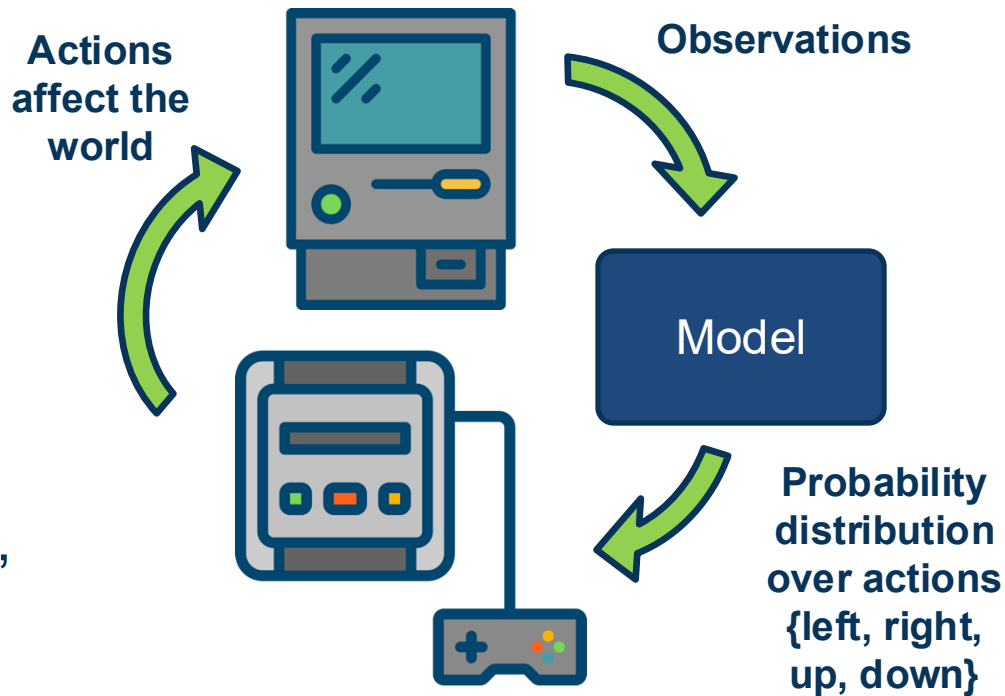 Actions
affect the
world
Observations
Model
Probability
distribution
over actions
{left, right,
up, down}
,